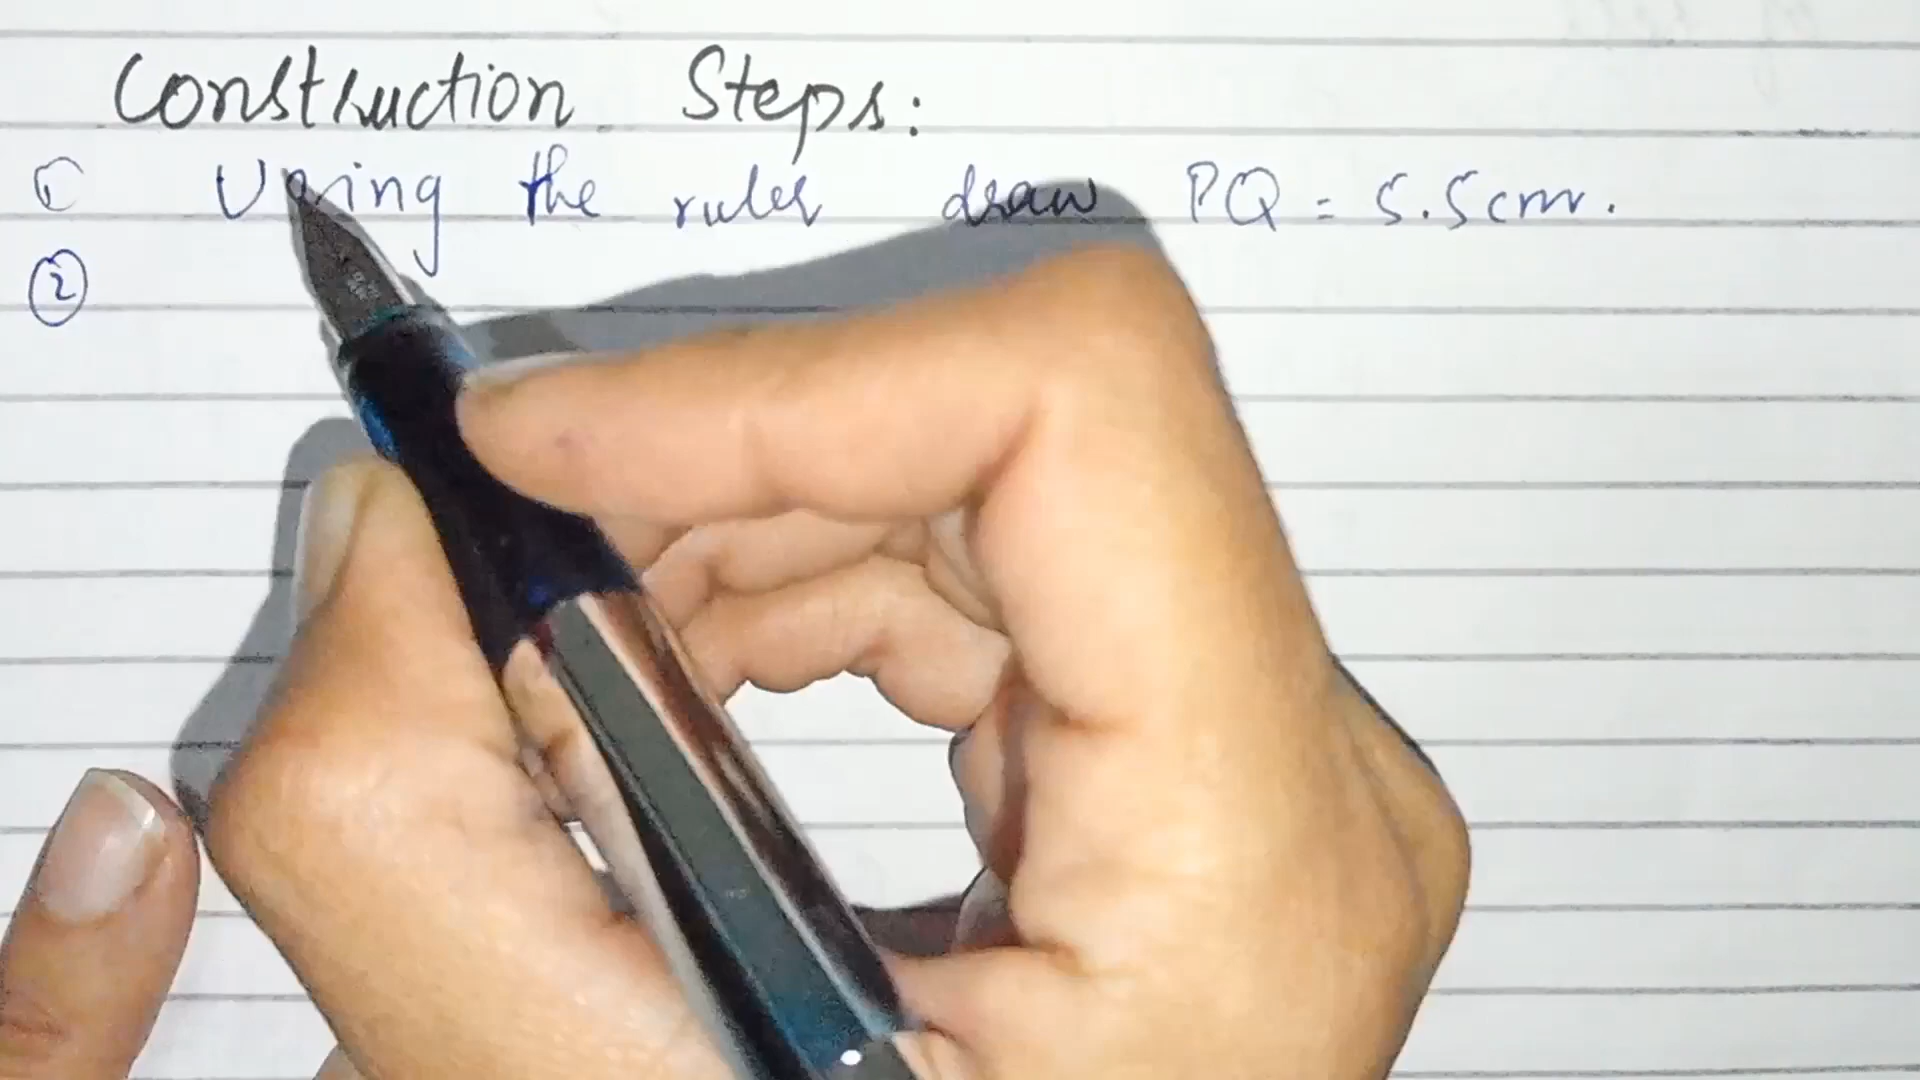 Construction Steps:
① Using the ruler draw PQ = 5.5cm.
②